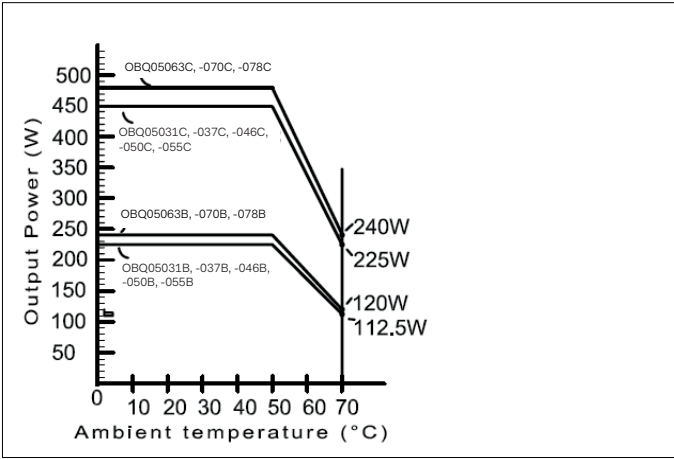 OBQ05063C, -070C, -078C
500
450
OBQ05031C, -037C, -046C,
-050C, -055C
400
350
300
OBQ05063B, -070B, -078B
250
240W
225W
200
OBQ05031B, -037B, -046B,
-050B, -055B
150
120W
112.5W
100
50
0
10 20 30 40 50 60 70
Output Power (W)
Ambient temperature (°C)